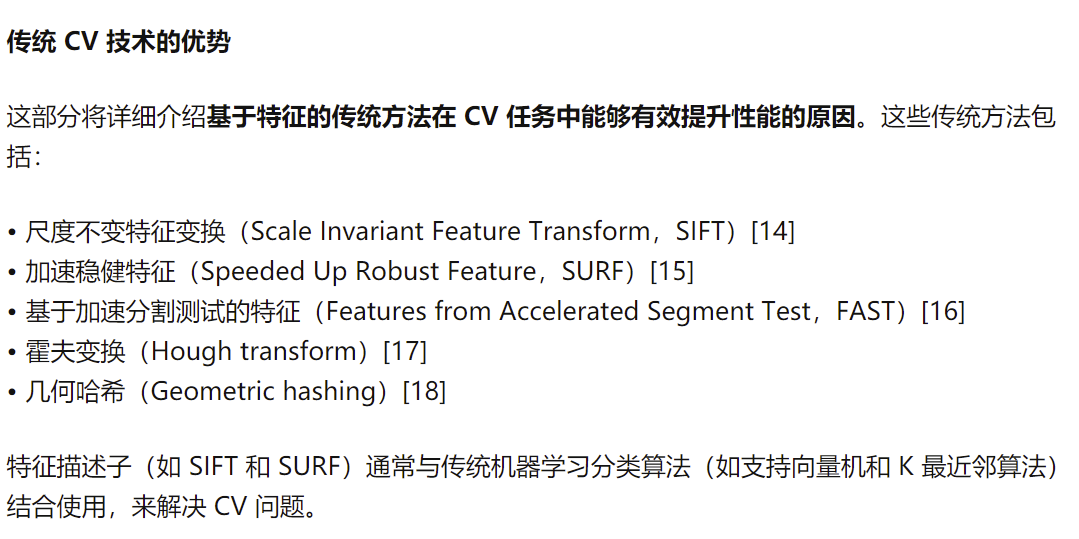 传统 CV 技术的优势
这部分将详细介绍基于特征的传统方法在 CV 任务中能够有效提升性能的原因。这些传统方法包
括：
• 尺度不变特征变换（Scale Invariant Feature Transform，SIFT）[14]
• 加速稳健特征（Speeded Up Robust Feature，SURF）[15]
• 基于加速分割测试的特征（Features from Accelerated Segment Test，FAST）[16]
• 霍夫变换（Hough transform）[17]
• 几何哈希（Geometric hashing）[18]
特征描述子（如 SIFT 和 SURF）通常与传统机器学习分类算法（如支持向量机和 K 最近邻算法）
结合使用，来解决 CV 问题。